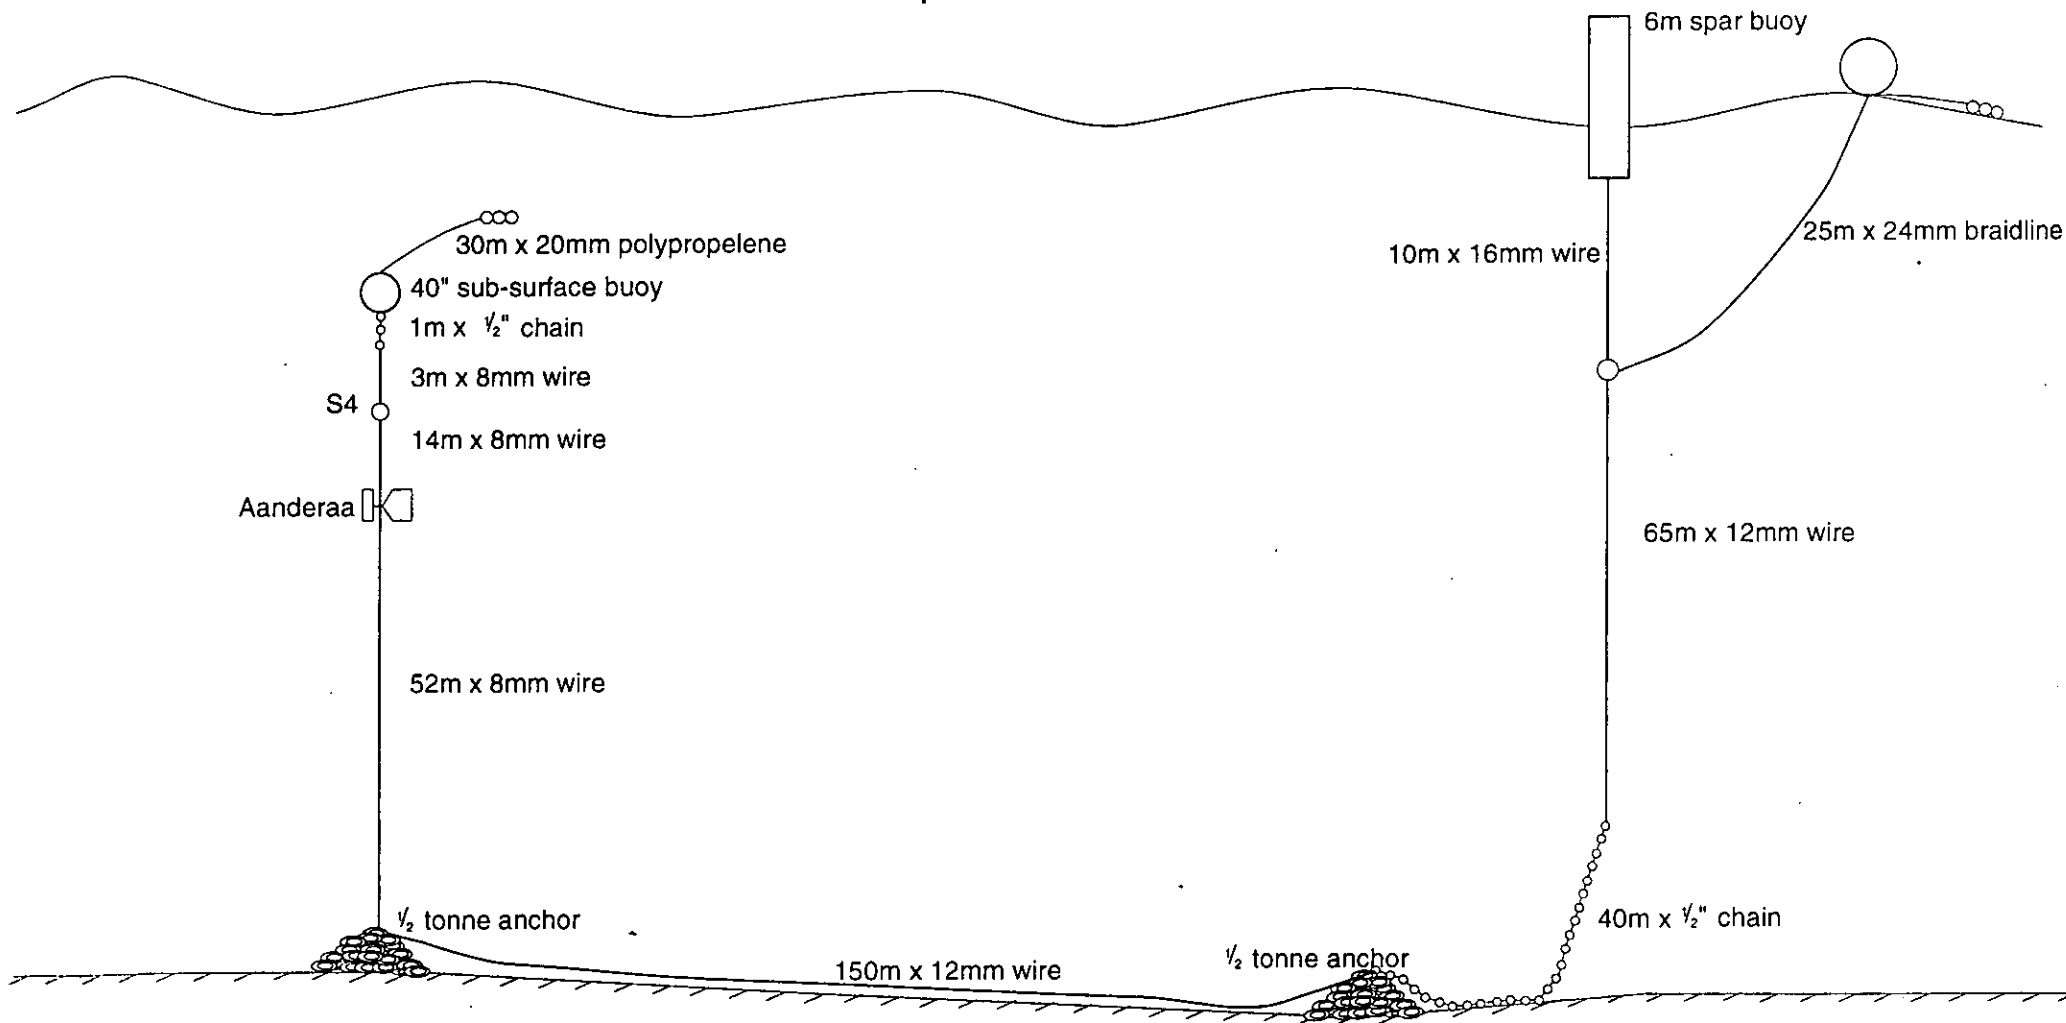 6m spar buoy
25m x 24mm braidline
30m x 20mm polypropelene
10m x 16mm wire
40" sub-surface buoy
1m x ½" chain
3m x 8mm wire
S4
14m x 8mm wire
Aanderaa
65m x 12mm wire
52m x 8mm wire
½ tonne anchor
40m x ½" chain
½ tonne anchor
150m x 12mm wire